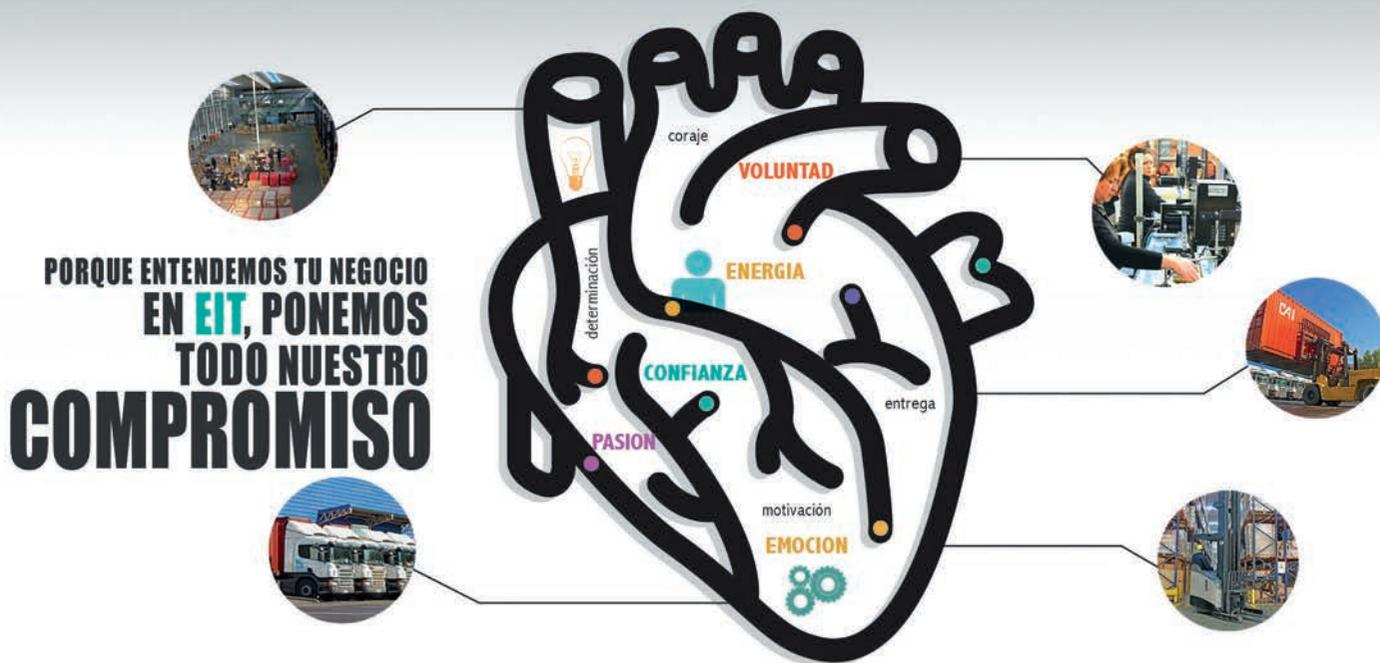 PORQUE ENTENDEMOS TU NEGOCIO
EN EIT, PONEMOS
TODO NUESTRO
COMPROMISO
coraje
VOLUNTAD
determinación
ENERGIA
CONFIANZA
entrega
PASION
motivación
EMOCION
CAI